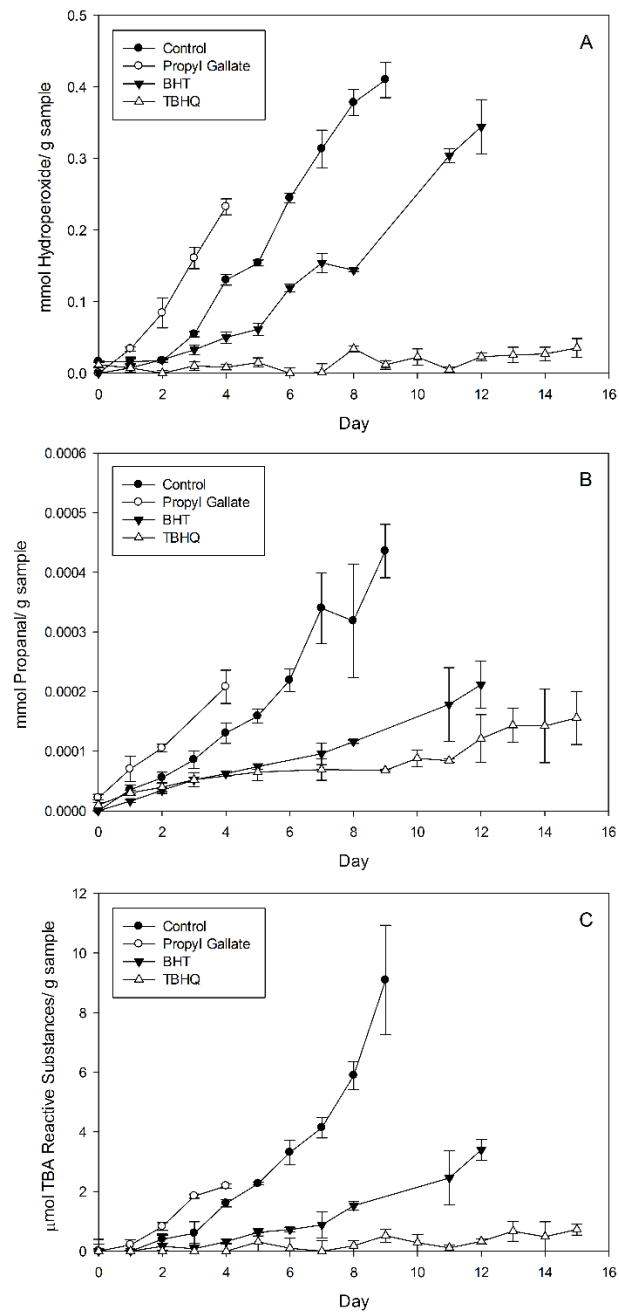 A
Control
Propyl Gallate
BHT
TBHQ
mmol Hydroperoxide/ g sample
0.5
0.4
0.3
0.2
0.1
0.0
0 2 4 6 8 10 12 14 16
Day
B
Control
Propyl Gallate
BHT
TBHQ
mmol Propanal/ g sample
0.0006
0.0005
0.0004
0.0003
0.0002
0.0001
0.0000
0 2 4 6 8 10 12 14 16
Day
C
Control
Propyl Gallate
BHT
TBHQ
μmol TBA Reactive Substances/ g sample
12
10
8
6
4
2
0
0 2 4 6 8 10 12 14 16
Day